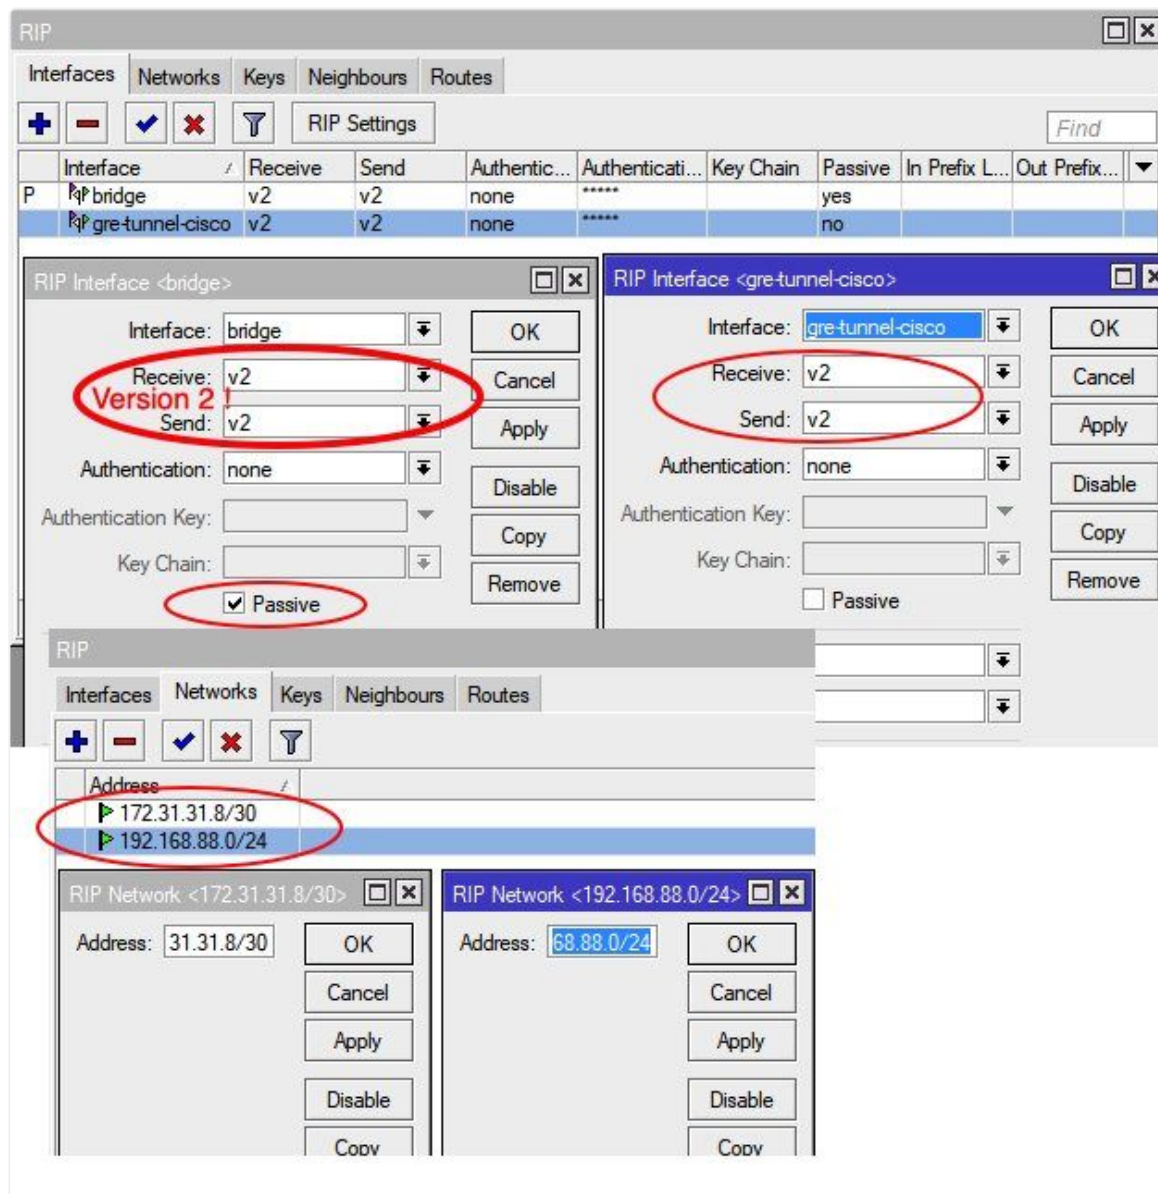 RIP
Interfaces Networks Keys Neighbours Routes
RIP Settings Find
Interface Receive Send Authentic... Authenticati... Key Chain Passive In Prefix L... Out Prefix...
P bridge v2 v2 none ***** yes
gre-tunnel-cisco v2 v2 none ***** no
RIP Interface <bridge>
Interface: bridge OK
Receive: v2 Cancel
Version 2 !
Send: v2 Apply
Authentication: none Disable
Authentication Key: Copy
Key Chain: Remove
Passive
RIP Interface <gre-tunnel-cisco>
Interface: gre-tunnel-cisco OK
Receive: v2 Cancel
Send: v2 Apply
Authentication: none Disable
Authentication Key: Copy
Key Chain: Remove
Passive
RIP
Interfaces Networks Keys Neighbours Routes
Address
172.31.31.8/30
192.168.88.0/24
RIP Network <172.31.31.8/30>
Address: 31.31.8/30 OK
Cancel
Apply
Disable
Copy
RIP Network <192.168.88.0/24>
Address: 68.88.0/24 OK
Cancel
Apply
Disable
Copy